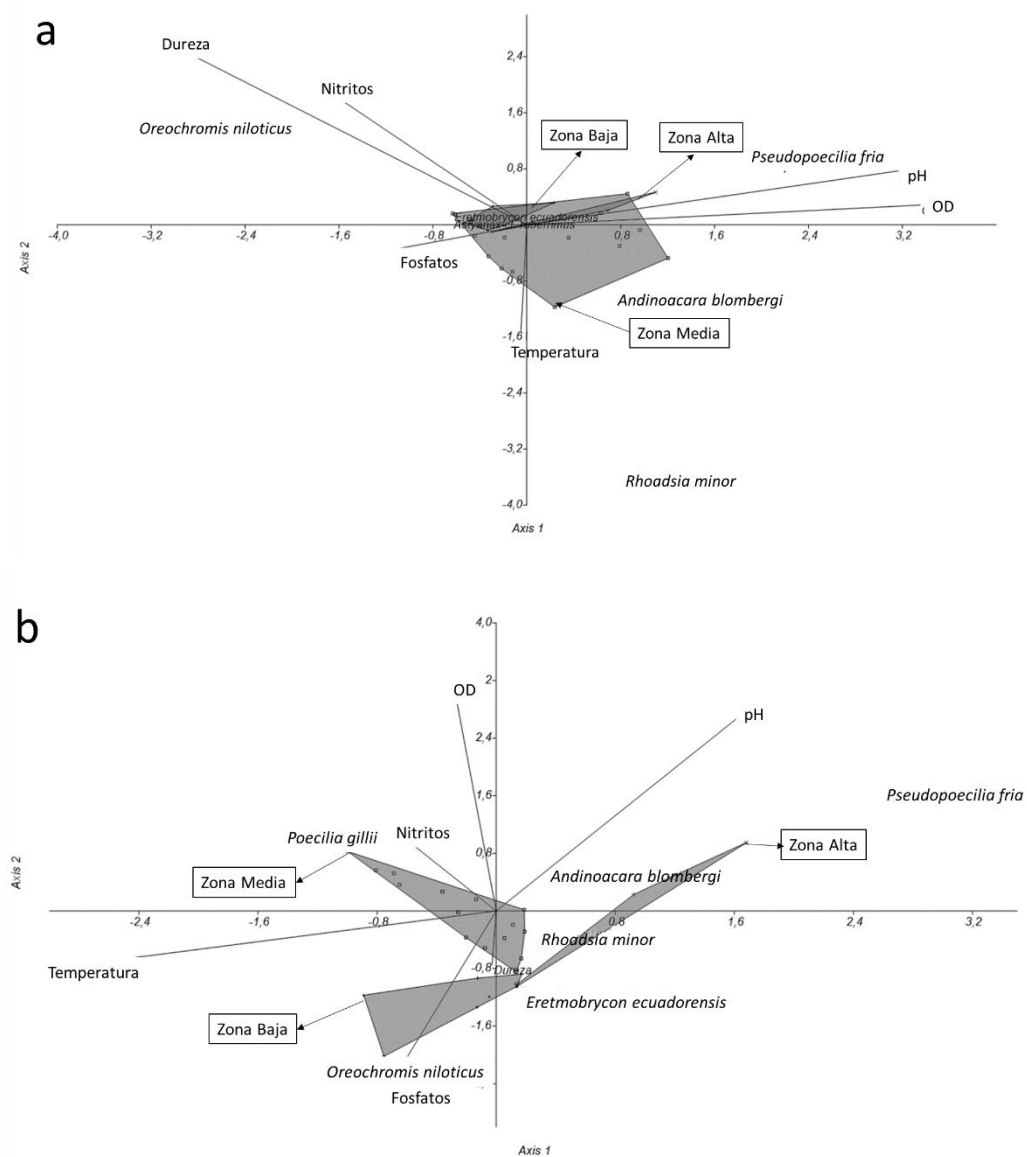 a
2,4
Dureza
Nitritos
1,6
Oreochromis niloticus
Zona Baja
Zona Alta
0,8
Pseudopoecilia fria
pH
OD
Eretmobrycon ecuadorensis
-4,0 -3,2 -2,4 -1,6 -0,8 0,8 1,6 2,4 3,2
Fosfatos
Axis 2
-0,8
Andinoacara blombergi
Zona Media
-1,6
Temperatura
-2,4
-3,2
Rhoadsia minor
-4,0
Axis 1
b
4,0
2
OD
pH
2,4
1,6
Pseudopoecilia fria
Nitritos
Poecilia gillii
0,8
Zona Alta
Zona Media
Andinoacara blombergi
Axis 2
-2,4 -1,6 -0,8 0,8 1,6 2,4 3,2
Rhoadsia minor
Temperatura
-0,8
Dureza
Eretmobrycon ecuadorensis
Zona Baja
-1,6
Oreochromis niloticus
Fosfatos
Axis 1